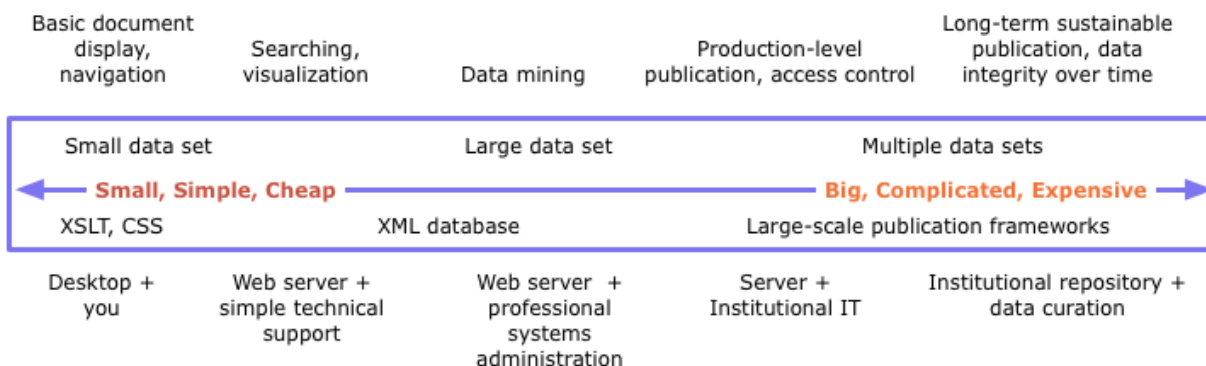 Basic document
display,
navigation
Searching,
visualization
Data mining
Production-level
publication, access control
Long-term sustainable
publication, data
integrity over time
Small data set
Large data set
Multiple data sets
Small, Simple, Cheap
Big, Complicated, Expensive
XSLT, CSS
XML database
Large-scale publication frameworks
Desktop +
you
Web server +
simple technical
support
Web server +
professional
systems
administration
Server +
Institutional IT
Institutional repository +
data curation